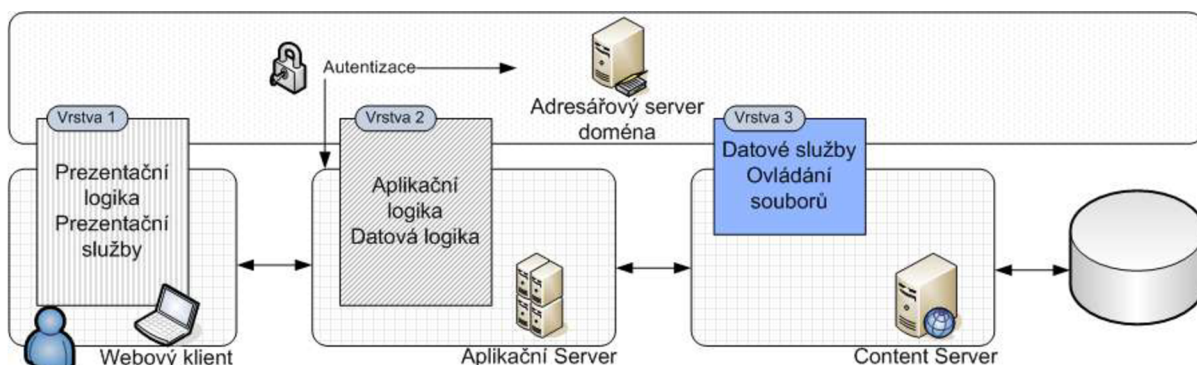 Autentizace
Adresářový server
doména
Vrstva 1
Prezentační
logika
Prezentační
služby
Webový klient
Vrstva 2
Aplikační
logika
Datová logika
Aplikační Server
Vrstva 3
Datové služby
Ovládání
souborů
Content Server